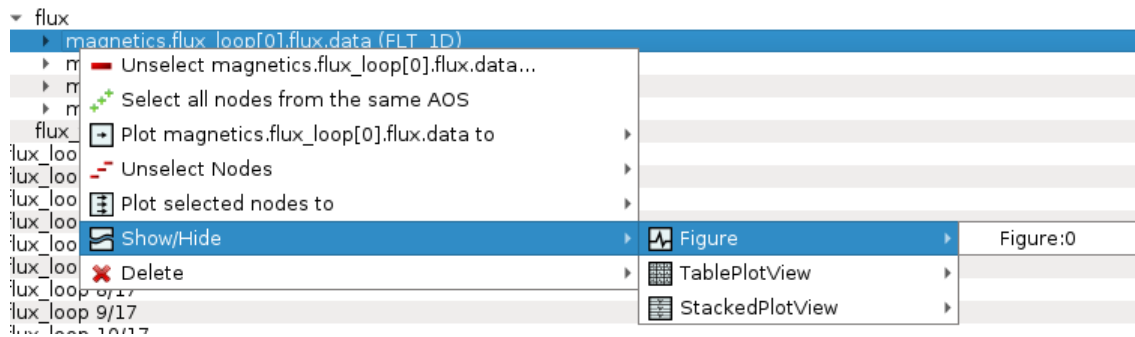 flux
magnetics.flux_loop[0].flux.data (FLT_1D)
Unselect magnetics.flux_loop[0].flux.data...
Select all nodes from the same AOS
Plot magnetics.flux_loop[0].flux.data to
Unselect Nodes
Plot selected nodes to
Show/Hide
Delete
Figure
TablePlotView
StackedPlotView
Figure:0
flux_loop 9/17
flux_loop 10/17